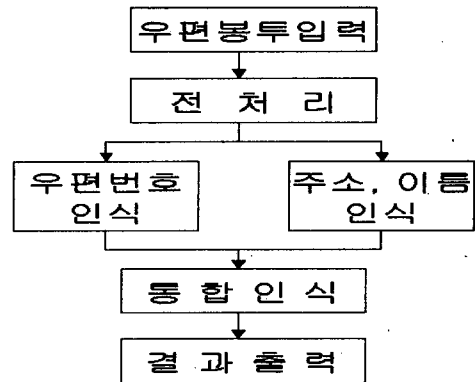 우편봉투입력
전 처 리
우편번호
인식
주소, 이름
인식
통 합 인 식
결 과 출 력